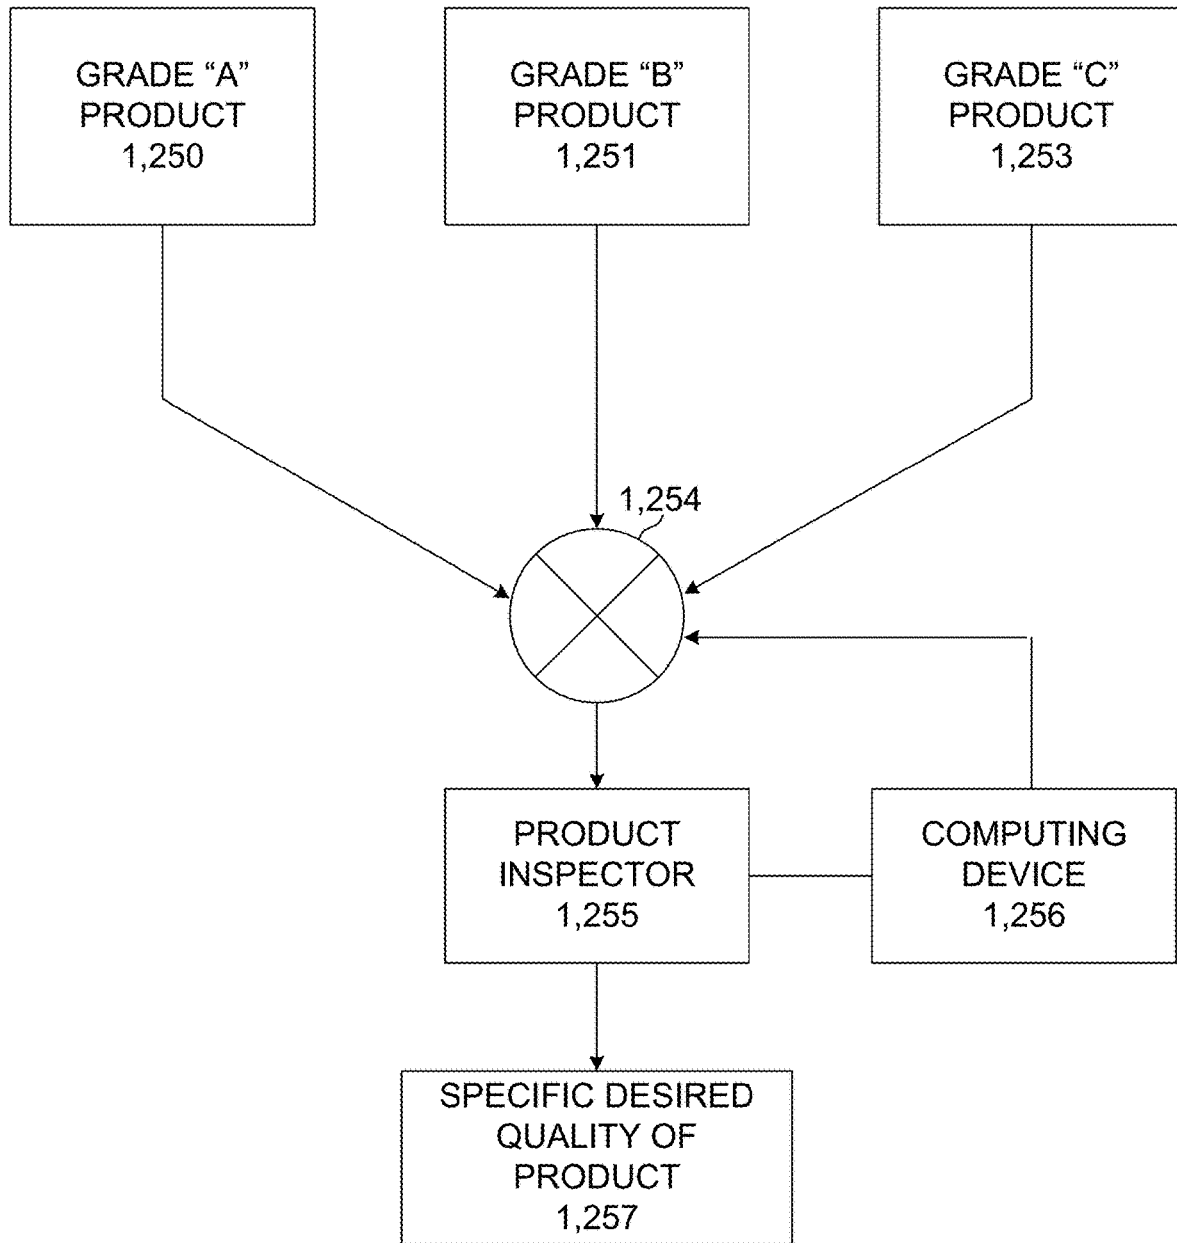 GRADE “A”
PRODUCT
1,250
GRADE “B”
PRODUCT
1,251
GRADE “C”
PRODUCT
1,253
1,254
PRODUCT
INSPECTOR
1,255
COMPUTING
DEVICE
1,256
SPECIFIC DESIRED
QUALITY OF
PRODUCT
1,257